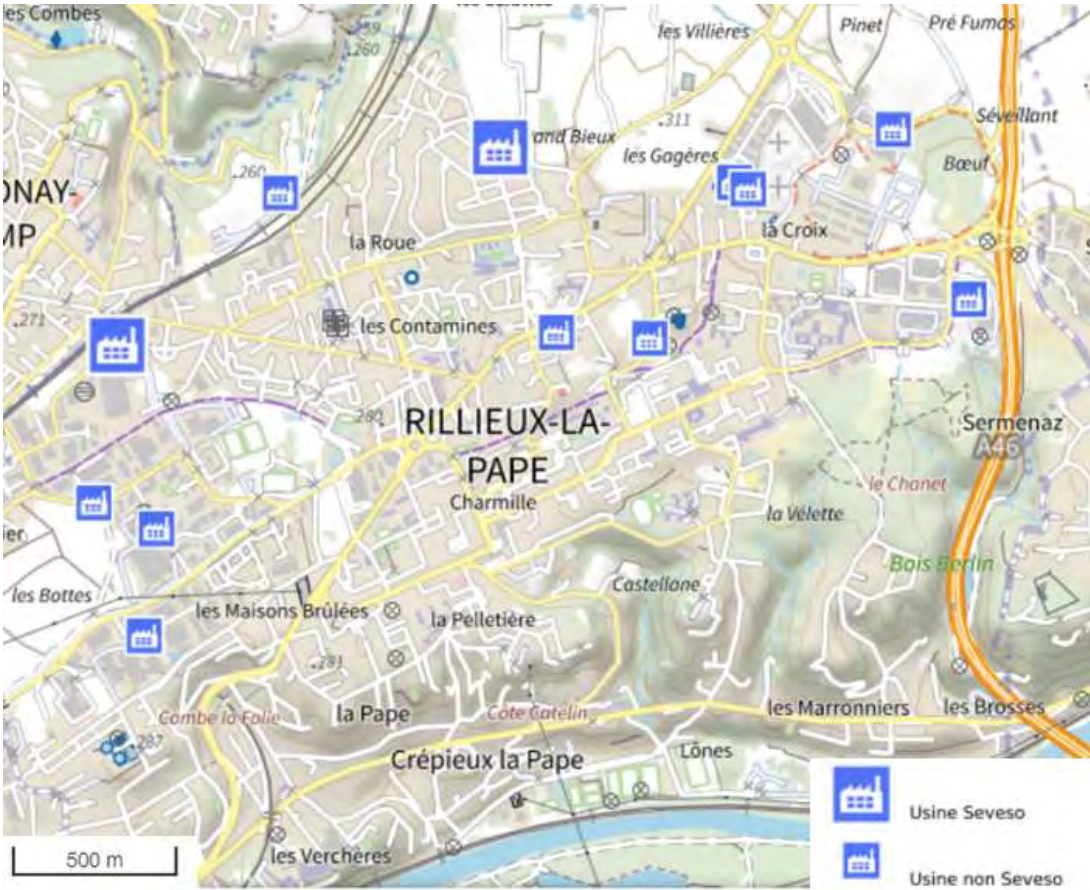 les Combes
259
260
les Villières
Pinet
Pré Fumas
Séveillant
311
and Bieux
les Gagères
Bœuf
260
ONAY-
MP
la Roue
la Croix
271
les Contamines
280
RILLIEUX-LA-
PAPE
Sermenaz
A46
Charmille
le Chanet
la Velette
ier
Bois Berlin
les Bottes
Castellane
les Maisons Brûlées
la Pelletière
281
Combe la Folie
la Pape
Côte Catelin
les Marronniers
les Brosses
287
Crépieux la Pape
Lônes
Usine Seveso
500 m
les Verchères
Usine non Seveso